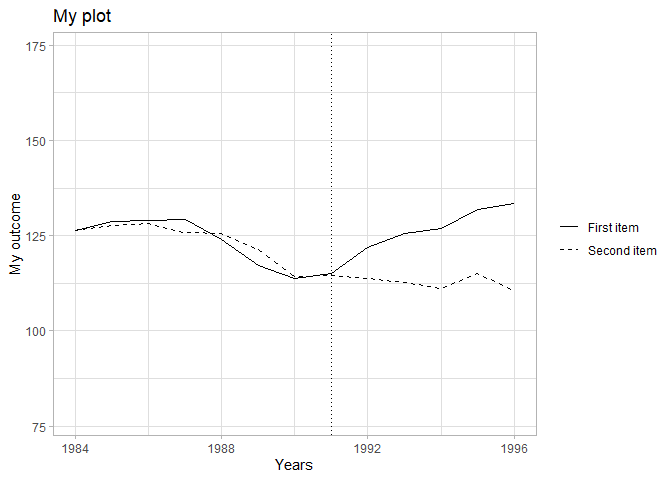 My plot
175
150
125
100
75
My outcome
1984
1988
1992
1996
Years
First item
Second item